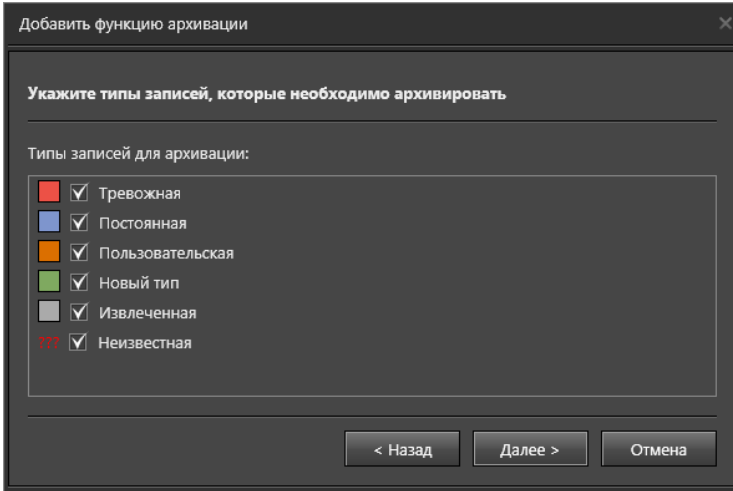 Добавить функцию архивации
Укажите типы записей, которые необходимо архивировать
Типы записей для архивации:
Тревожная
Постоянная
Пользовательская
Новый тип
Извлеченная
??? Неизвестная
< Назад Далее > Отмена